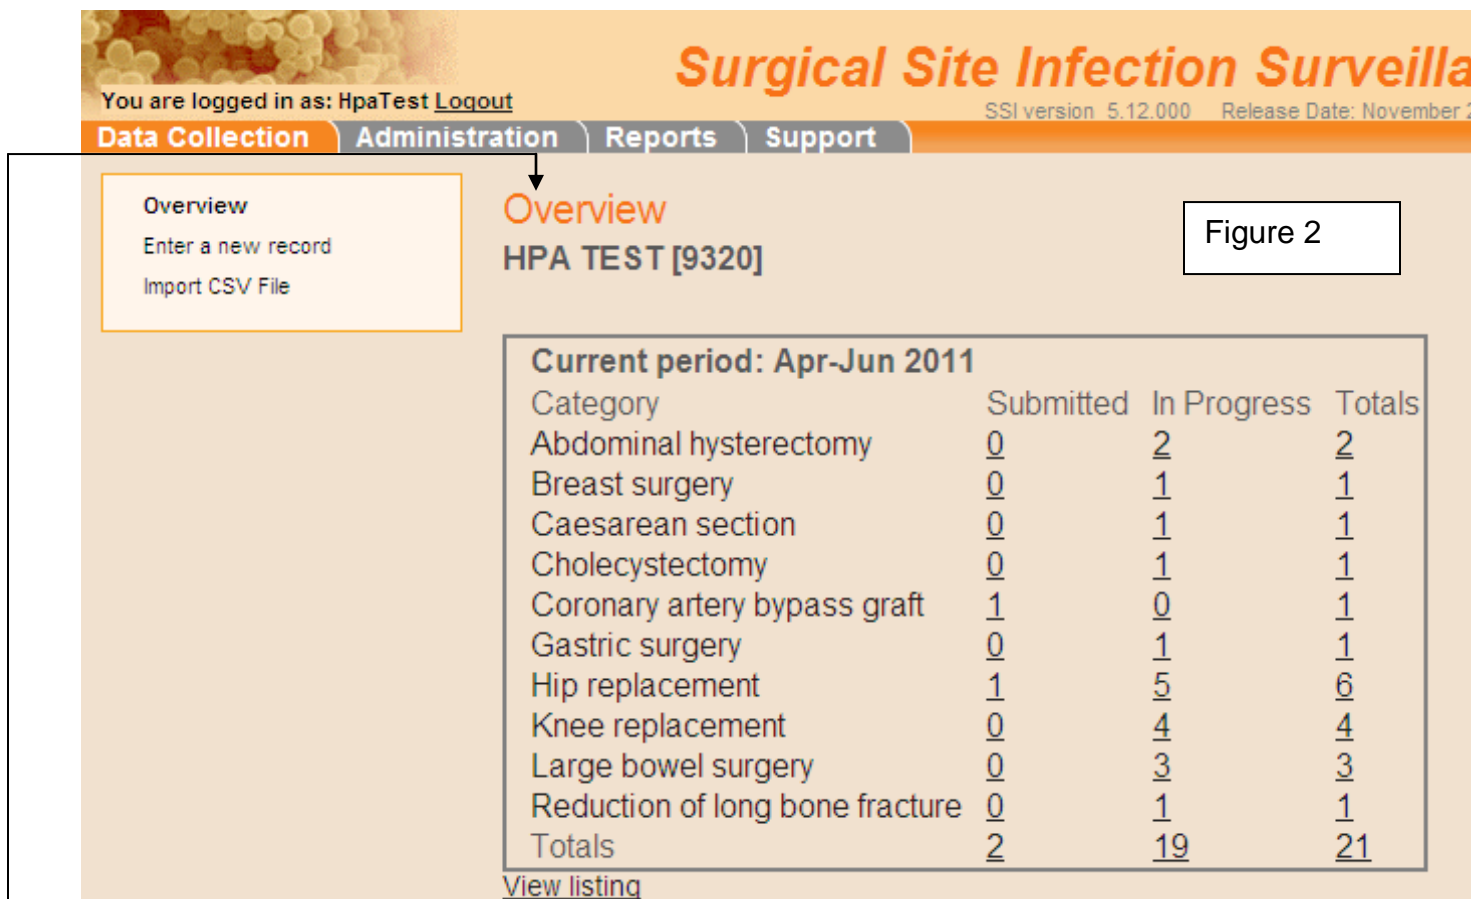 Surgical Site Infection Surveilla
You are logged in as: HpaTest Logout
SSI version 5.12.000 Release Date: November 2
Data Collection Administration Reports Support
Overview
Enter a new record
Import CSV File
Overview
HPA TEST [9320]
Figure 2
Current period: Apr-Jun 2011
Category Submitted In Progress Totals
Abdominal hysterectomy 0 2 2
Breast surgery 0 1 1
Caesarean section 0 1 1
Cholecystectomy 0 1 1
Coronary artery bypass graft 1 0 1
Gastric surgery 0 1 1
Hip replacement 1 5 6
Knee replacement 0 4 4
Large bowel surgery 0 3 3
Reduction of long bone fracture 0 1 1
Totals 2 19 21
View listing